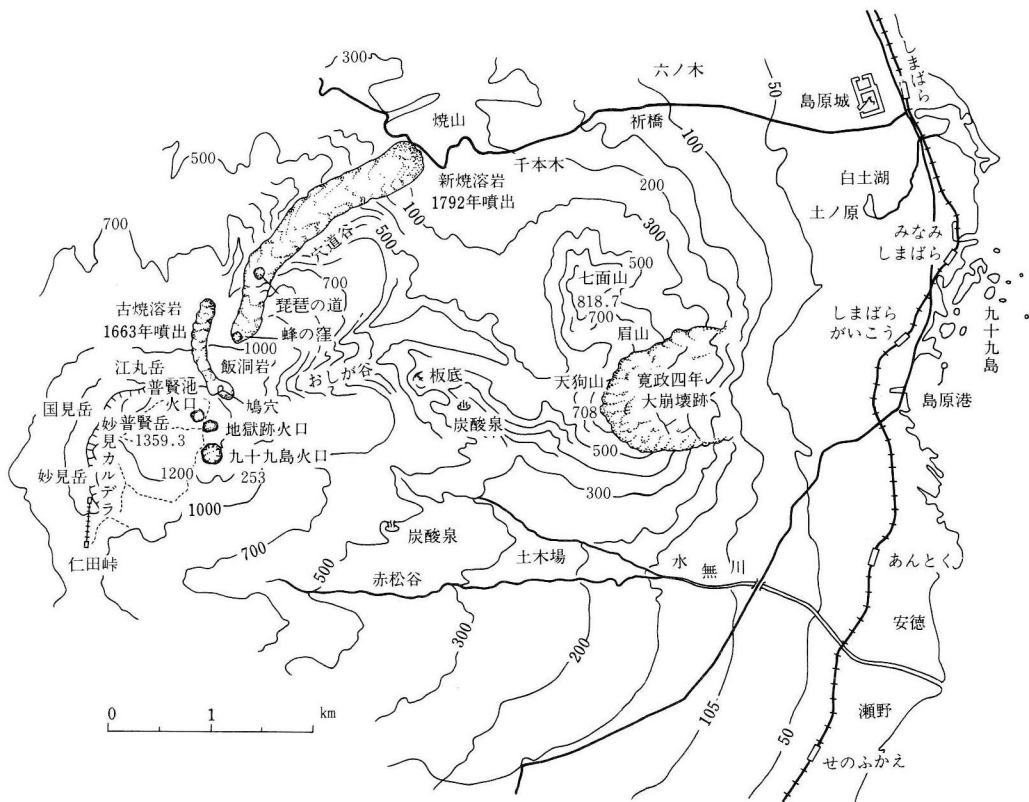 300
六ノ木
50
しまばら
島原城
焼山
祈橋
100
500
千本木
新焼溶岩
1792年噴出
200
白土湖
土ノ原
100
穴道谷
500
300
みなみ
しまばら
700
700
500
七面山
818.7
700
琵琶の道
古焼溶岩
1663年噴出
蜂の窪
1000
眉山
しまばら
がいこう
九十九島
江丸岳
飯洞岩
おしが谷
板底
天狗山
708
寛政四年
大崩壊跡
島原港
国見岳
普賢池
火口
鳩穴
炭酸泉
普賢岳
1359.3
地獄跡火口
妙見カルデラ
九十九島火口
500
妙見岳
1200
253
300
1000
仁田峠
700
炭酸泉
土木場
水無川
あんとく
500
赤松谷
安徳
300
200
0 1 km
105
50
瀬野
せのふかえ